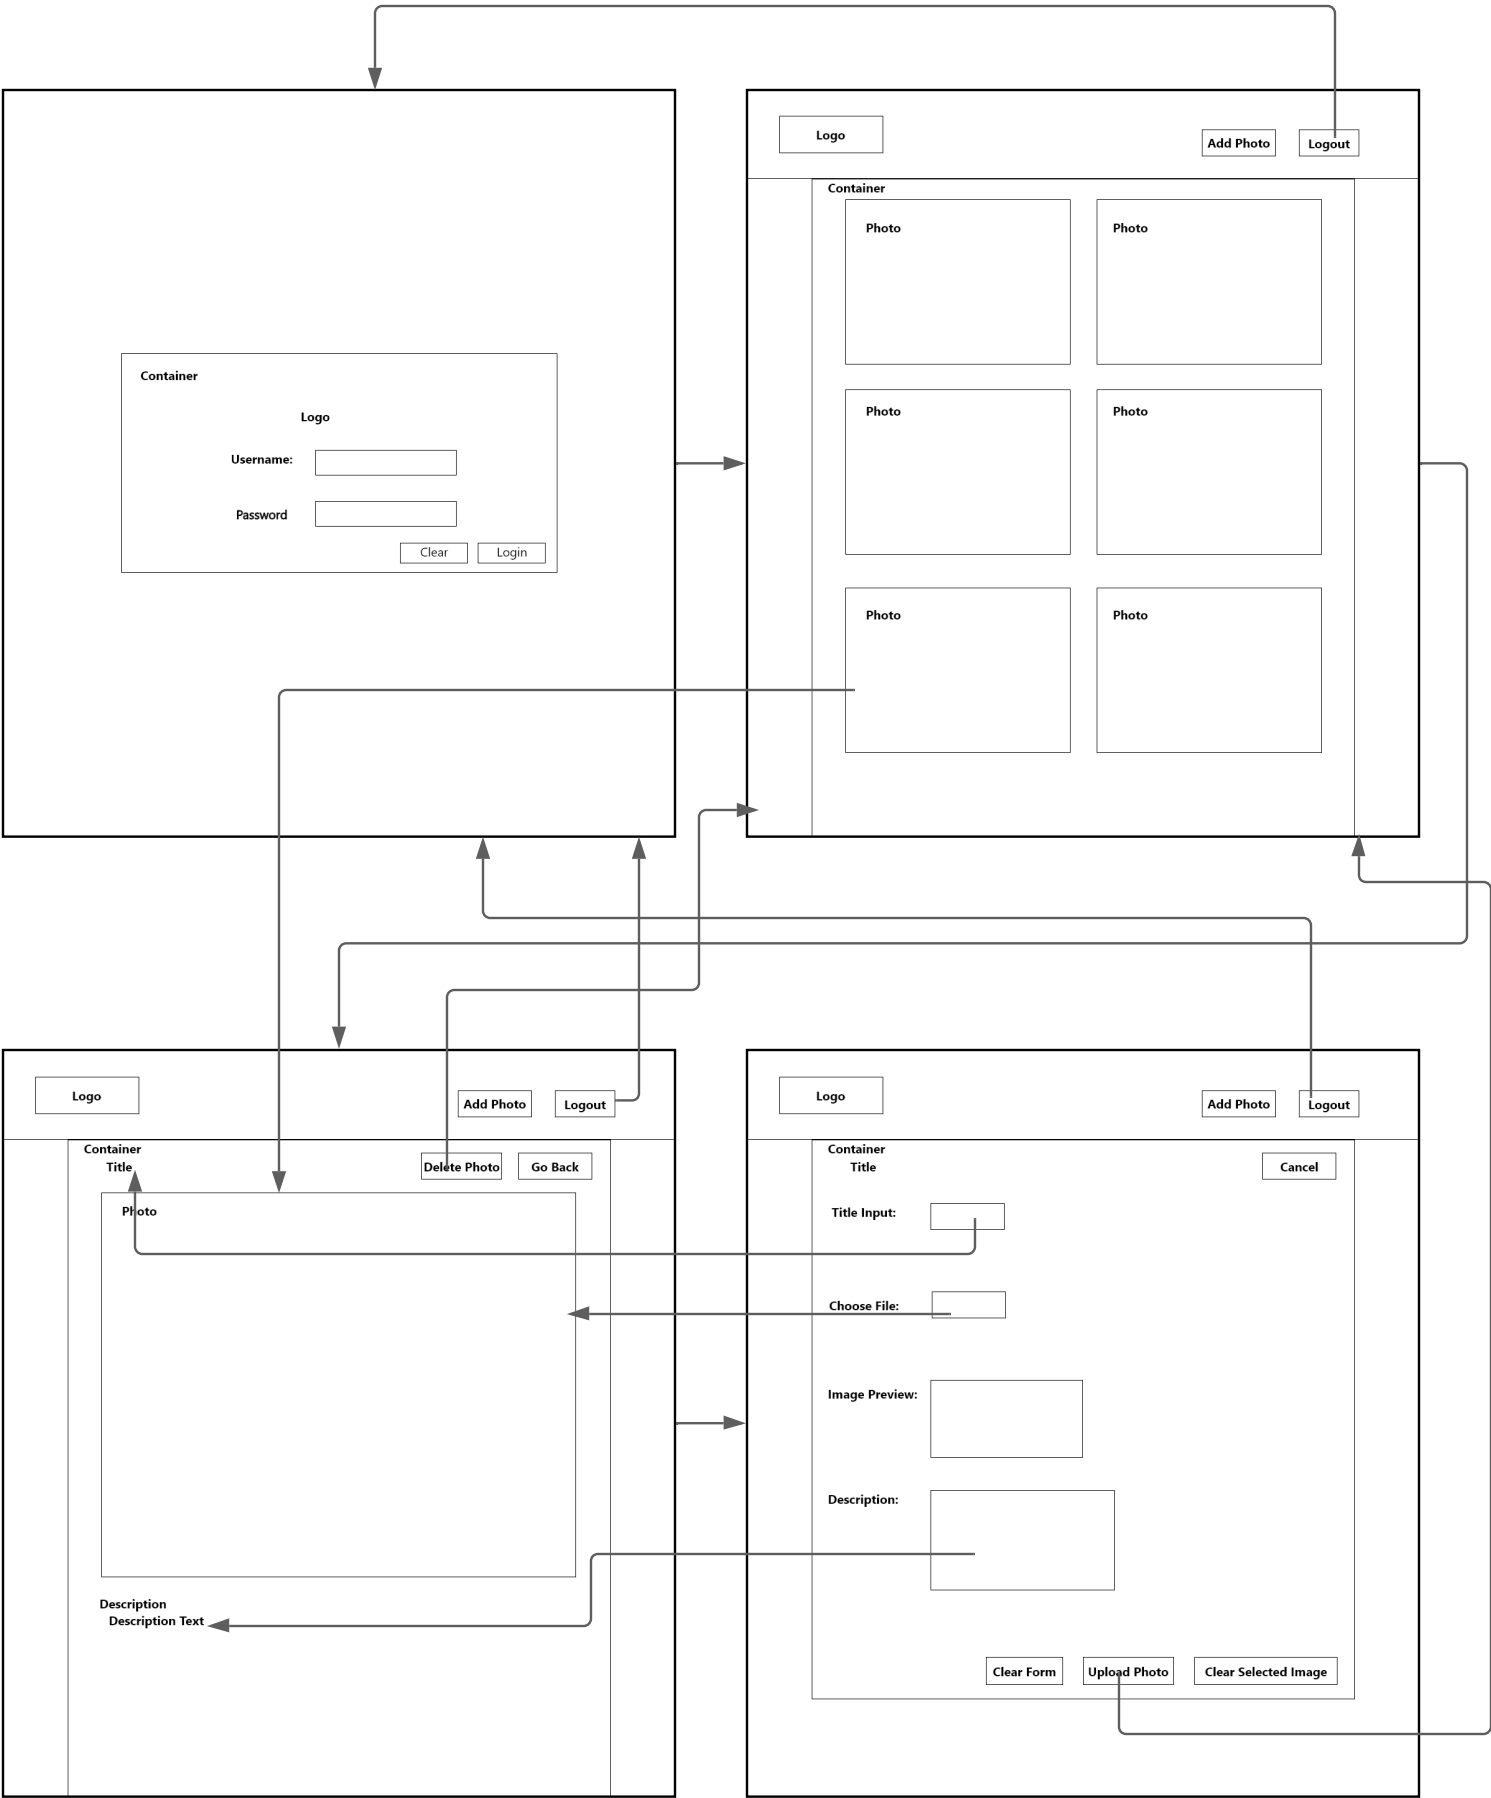 Container
Logo
Username:
Password
Clear
Login
Logo
Add Photo
Logout
Container
Photo
Photo
Photo
Photo
Photo
Photo
Logo
Add Photo
Logout
Container
Title
Delete Photo
Go Back
Photo
Description
Description Text
Logo
Add Photo
Logout
Container
Title
Cancel
Title Input:
Choose File:
Image Preview:
Description:
Clear Form
Upload Photo
Clear Selected Image